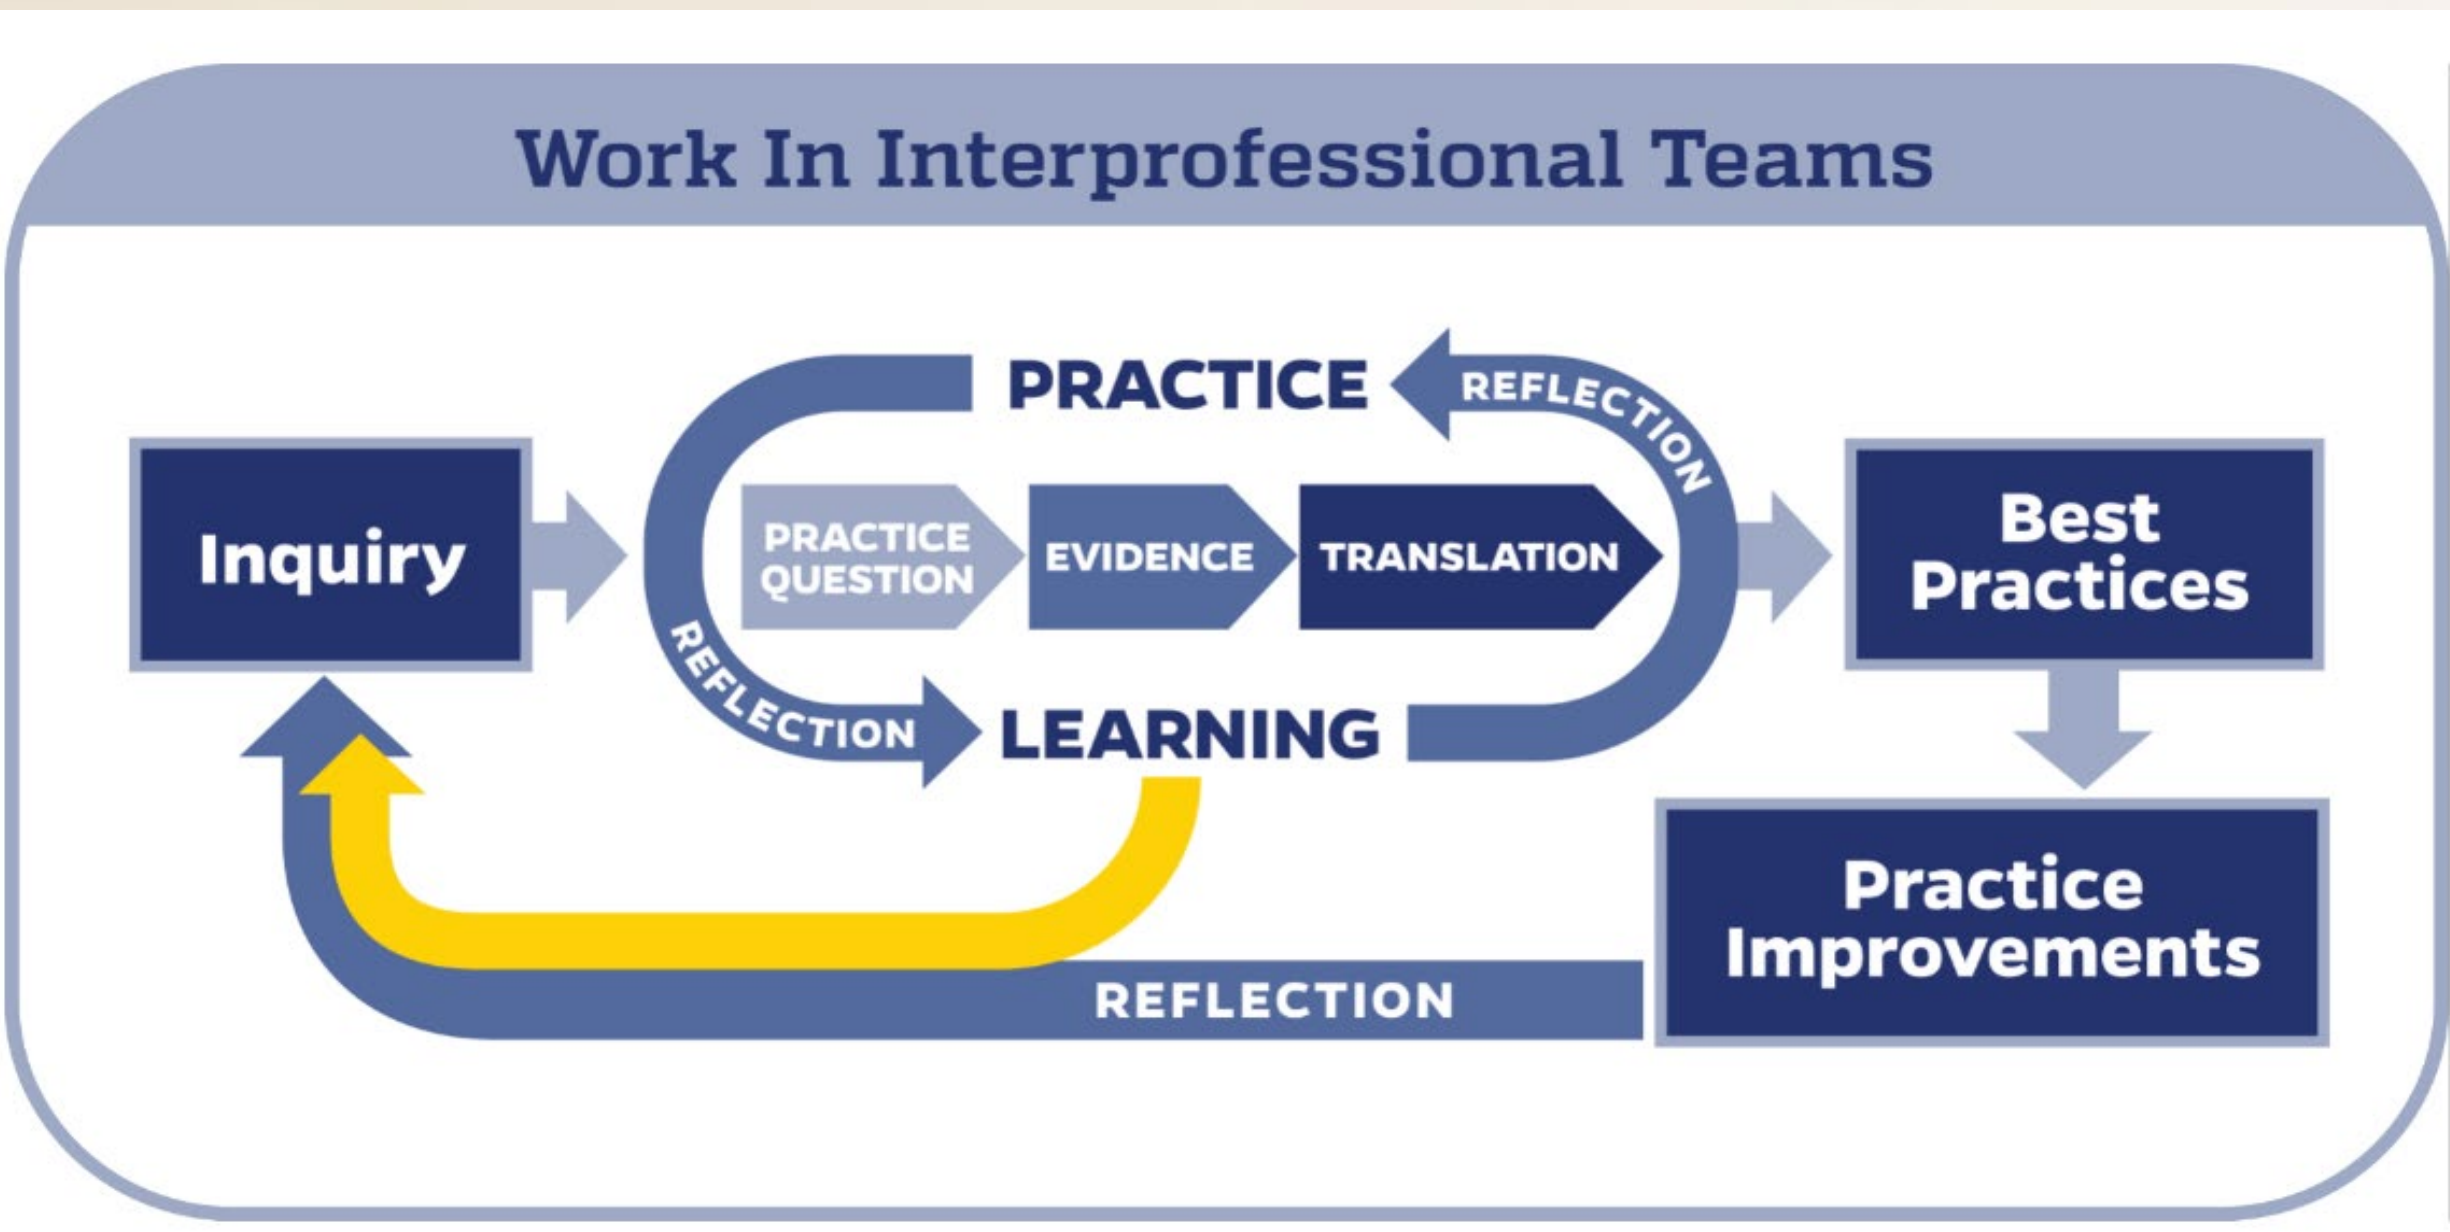 Work In Interprofessional Teams
PRACTICE
REFLECTION
Inquiry
PRACTICE
QUESTION
EVIDENCE
TRANSLATION
Best
Practices
REFLECTION
LEARNING
Practice
Improvements
REFLECTION